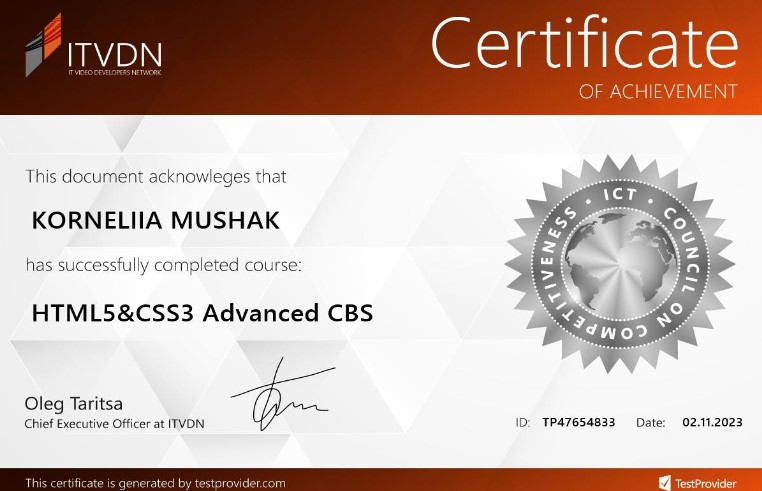 ITVDN
IT VIDEO DEVELOPERS NETWORK
Certificate
OF ACHIEVEMENT
This document acknowleges that
KORNELIIA MUSHAK
has successfully completed course:
HTML5&CSS3 Advanced CBS
ICT · COUNCIL ON COMPETITIVENESS ·
Oleg Taritsa
Chief Executive Officer at ITVDN
ID: TP47654833 Date: 02.11.2023
This certificate is generated by testprovider.com
TestProvider